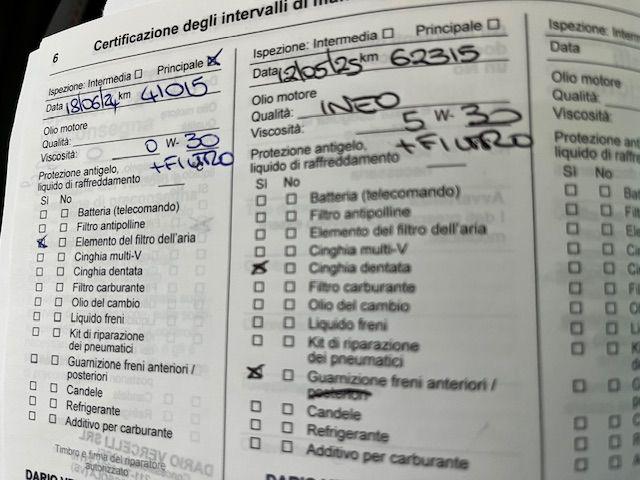 6
Certificazione degli intervalli di
Ispezione: Intermedia ☐ Principale ☒
Data 18/06/24 km 41015
Olio motore
Qualità:
Viscosità: 0 W- 30
+ FILTRO
Protezione antigelo,
liquido di raffreddamento
SI No
☐ ☐ Batteria (telecomando)
☐ ☐ Filtro antipolline
☒ ☐ Elemento del filtro dell'aria
☐ ☐ Cinghia multi-V
☐ ☐ Cinghia dentata
☐ ☐ Filtro carburante
☐ ☐ Olio del cambio
☐ ☐ Liquido freni
☐ ☐ Kit di riparazione
dei pneumatici
☐ ☐ Guarnizione freni anteriori /
posteriori
☐ ☐ Candele
☐ ☐ Refrigerante
☐ ☐ Additivo per carburante
Timbro e firma del riparatore
autorizzato
Ispezione: Intermedia ☐ Principale ☐
Data 12/05/25 km 62315
Olio motore
Qualità: INEO
Viscosità: 5 W- 30
+ FILTRO
Protezione antigelo,
liquido di raffreddamento
SI No
☐ ☐ Batteria (telecomando)
☐ ☐ Filtro antipolline
☐ ☐ Elemento del filtro dell'aria
☐ ☐ Cinghia multi-V
☒ ☐ Cinghia dentata
☐ ☐ Filtro carburante
☐ ☐ Olio del cambio
☐ ☐ Liquido freni
☐ ☐ Kit di riparazione
dei pneumatici
☒ ☐ Guarnizione freni anteriori /
posteriori
☐ ☐ Candele
☐ ☐ Refrigerante
☐ ☐ Additivo per carburante
Ispezione:
Data
Olio motore
Qualità:
Viscosità:
Protezione
liquido di raffred
SI No